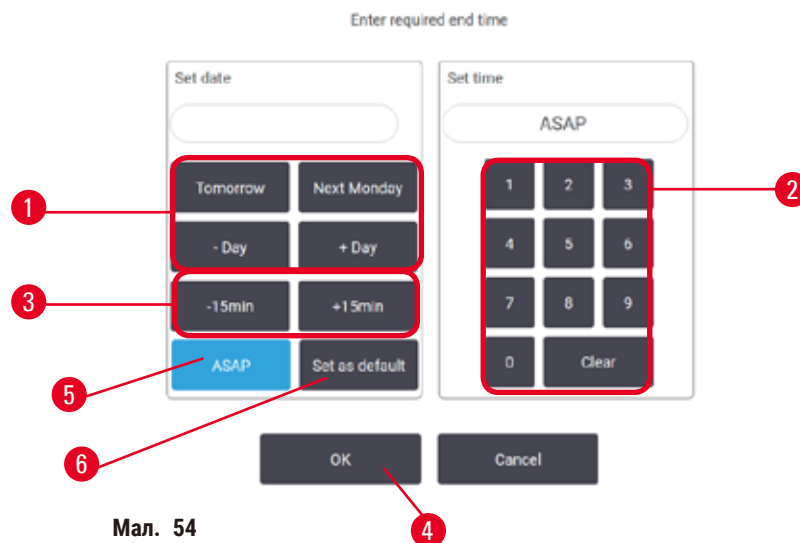 Enter required end time
Set date
Set time
ASAP
Tomorrow
Next Monday
- Day
+ Day
-15min
+15min
ASAP
Set as default
1
2
3
4
5
6
7
8
9
0
Clear
OK
Cancel
1
2
3
5
6
4
Мал. 54